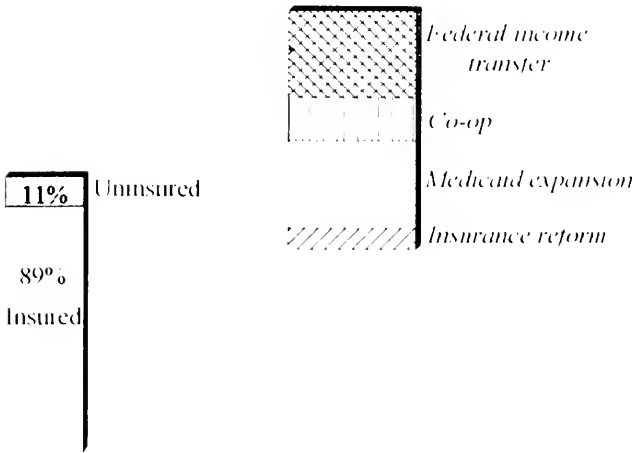 Federal income
transfer
Co-op
Medicaid expansion
Insurance reform
11%
Uninsured
89%
Insured